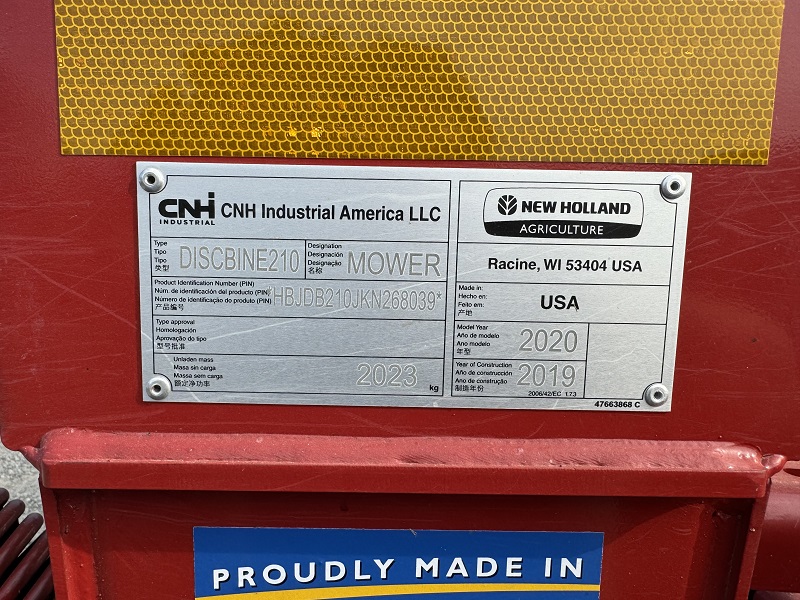 CNH INDUSTRIAL CNH Industrial America LLC
Type
Tipo
Tipo
类型
DISCBINE210
Designation
Designación
Designação
名称
MOWER
Product Identification Number (PIN)
Núm. de identificación del producto (PIN)
Número de identificação do produto (PIN)
产品编号
HBJDB210JKN268039*
Type approval
Homologación
Aprovação do tipo
型号批准
Unladen mass
Masa sin carga
Massa sem carga
額定净功率
2023
kg
NEW HOLLAND
AGRICULTURE
Racine, WI 53404 USA
Made in:
Hecho en:
Feito em:
产地
USA
Model Year
Año de modelo
Ano modelo
年型
2020
Year of Construction
Año de construcción
Ano de construção
制造年份
2019
2006/42/EC 1.7.3
47663868 C
PROUDLY MADE IN